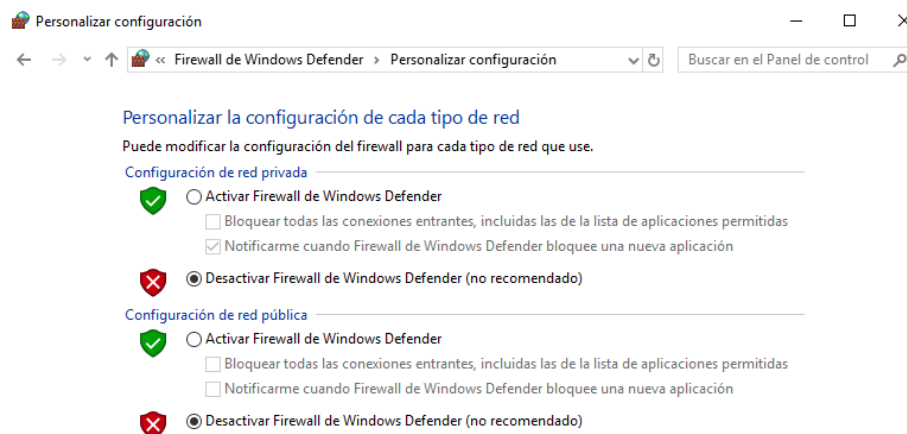 Personalizar configuración
« Firewall de Windows Defender > Personalizar configuración
Buscar en el Panel de control
Personalizar la configuración de cada tipo de red
Puede modificar la configuración del firewall para cada tipo de red que use.
Configuración de red privada
Activar Firewall de Windows Defender
Bloquear todas las conexiones entrantes, incluidas las de la lista de aplicaciones permitidas
Notificarme cuando Firewall de Windows Defender bloquee una nueva aplicación
Desactivar Firewall de Windows Defender (no recomendado)
Configuración de red pública
Activar Firewall de Windows Defender
Bloquear todas las conexiones entrantes, incluidas las de la lista de aplicaciones permitidas
Notificarme cuando Firewall de Windows Defender bloquee una nueva aplicación
Desactivar Firewall de Windows Defender (no recomendado)